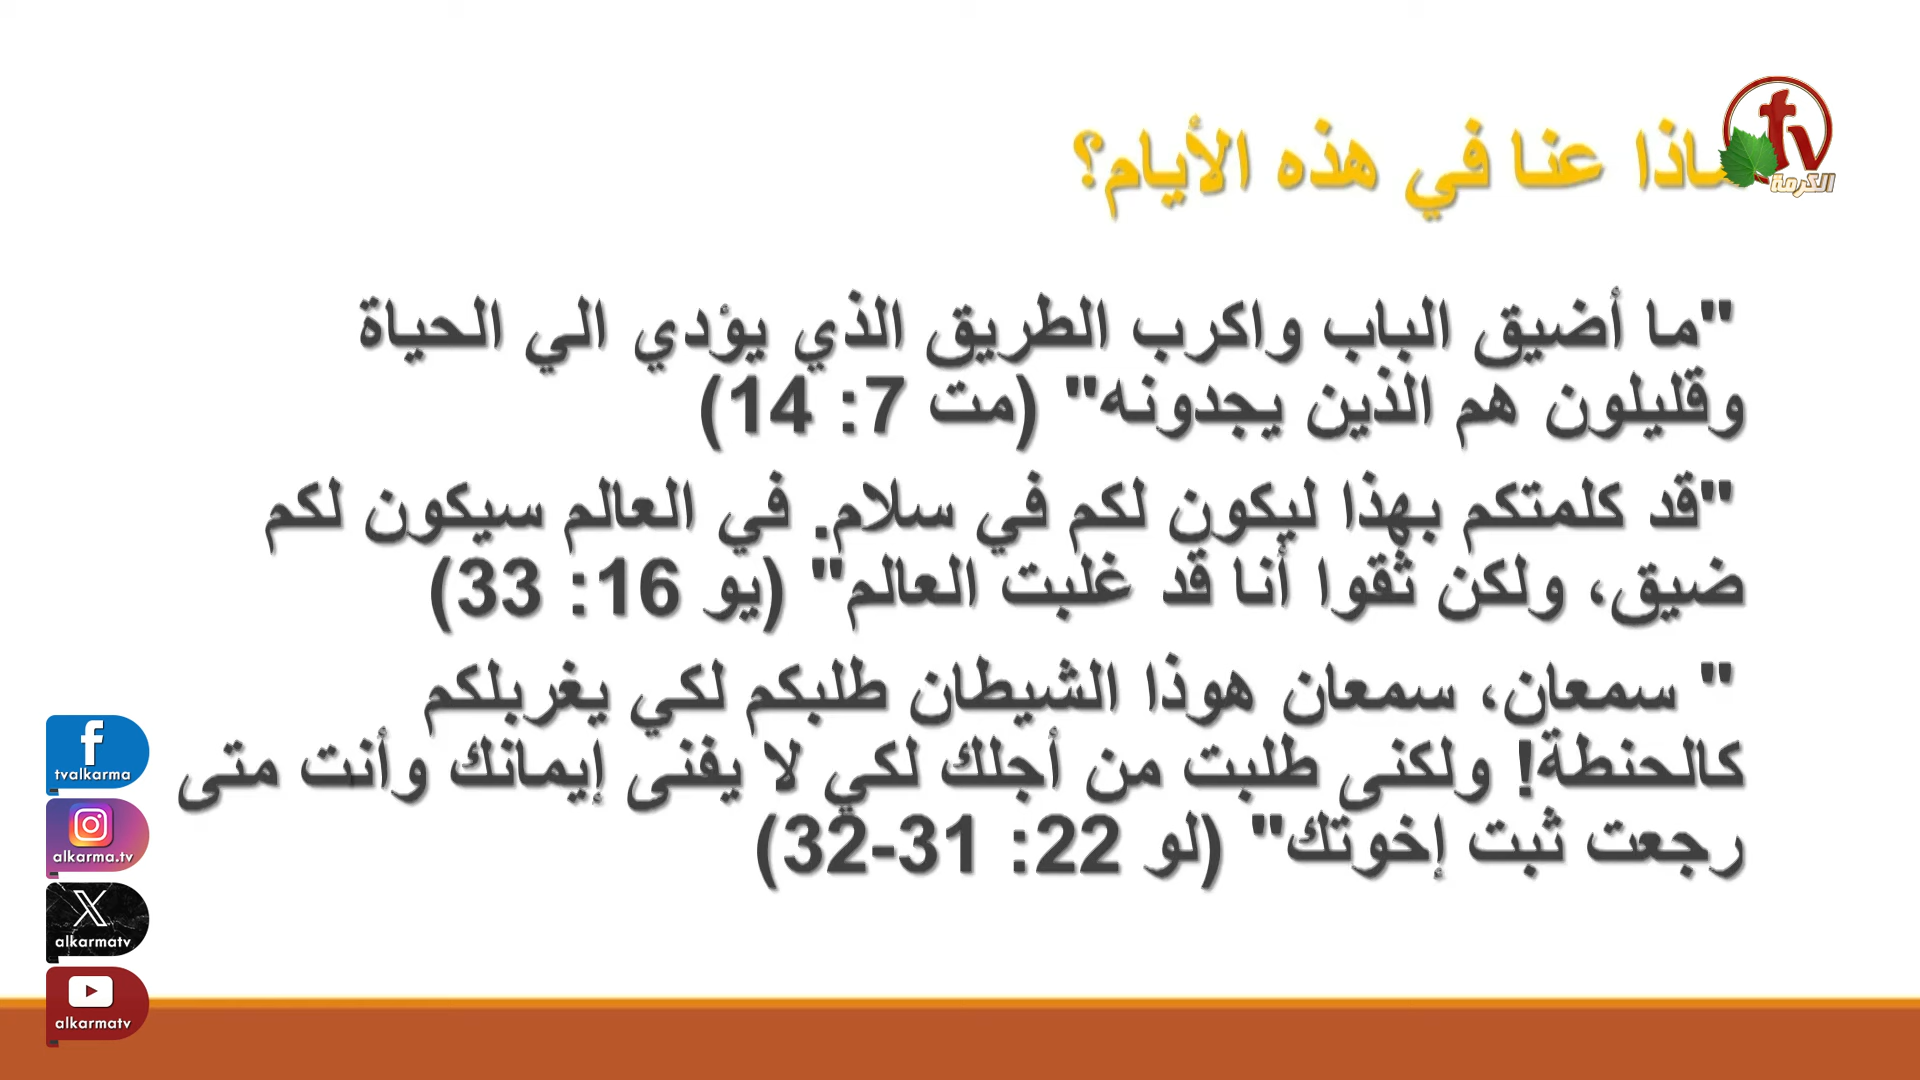 ماذا عنا في هذه الأيام؟
tv
الكرمة
"ما أضيق الباب واكرب الطريق الذي يؤدي الي الحياة
وقليلون هم الذين يجدونه" (مت 7: 14)
"قد كلمتكم بهذا ليكون لكم في سلام. في العالم سيكون لكم
ضيق، ولكن ثقوا أنا قد غلبت العالم" (يو 16: 33)
" سمعان، سمعان هوذا الشيطان طلبكم لكي يغربلكم
كالحنطة! ولكنى طلبت من أجلك لكي لا يفنى إيمانك وأنت متى
رجعت ثبت إخوتك" (لو 22: 31-32)
tvalkarma
alkarma.tv
alkarmatv
alkarmatv